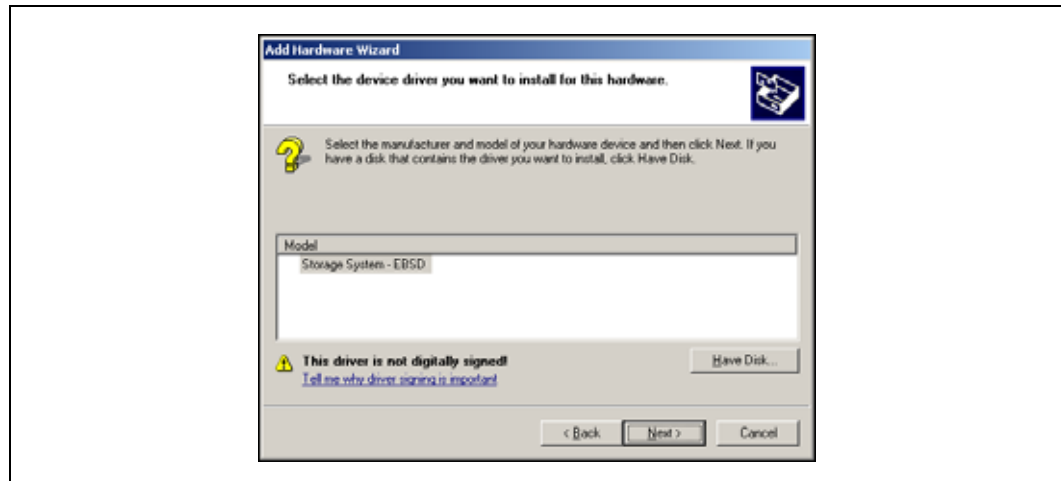 Add Hardware Wizard
Select the device driver you want to install for this hardware.
Select the manufacturer and model of your hardware device and then click Next. If you
have a disk that contains the driver you want to install, click Have Disk.
Model
Storage System - EBSD
This driver is not digitally signed!
Have Disk...
Tell me why driver signing is important
< Back
Next >
Cancel